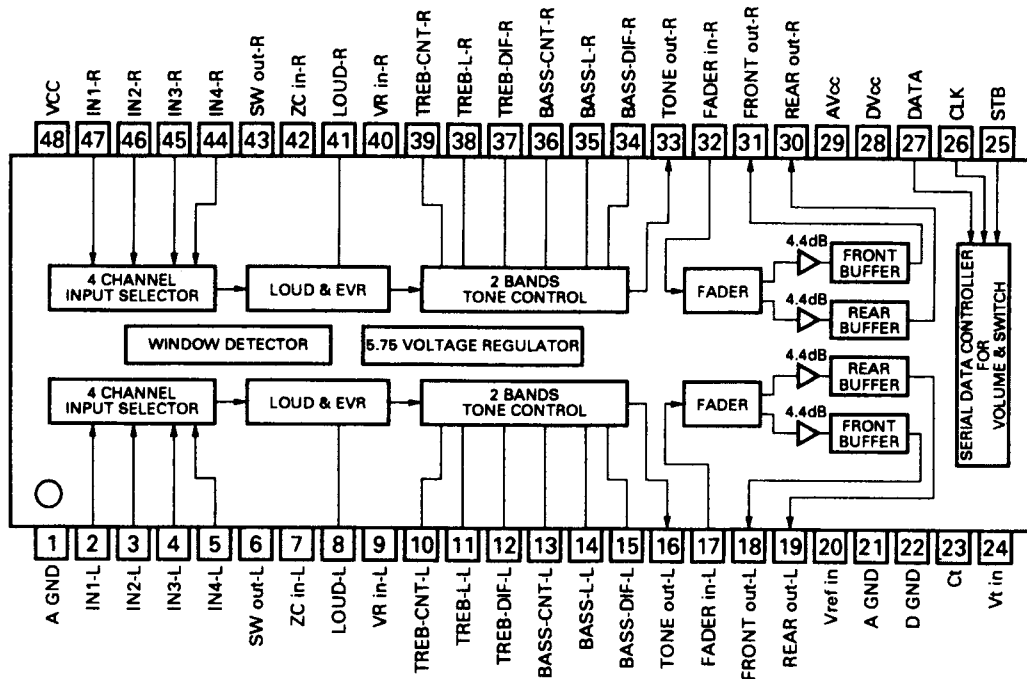 VCC
IN1-R
IN2-R
IN3-R
IN4-R
SW out-R
ZC in-R
LOUD-R
VR in-R
TREB-CNT-R
TREB-L-R
TREB-DIF-R
BASS-CNT-R
BASS-L-R
BASS-DIF-R
TONE out-R
FADER in-R
FRONT out-R
REAR out-R
AVcc
DVcc
DATA
CLK
STB
48 47 46 45 44 43 42 41 40 39 38 37 36 35 34 33 32 31 30 29 28 27 26 25
4 CHANNEL
INPUT SELECTOR
LOUD & EVR
2 BANDS
TONE CONTROL
FADER
4.4dB
FRONT
BUFFER
4.4dB
REAR
BUFFER
WINDOW DETECTOR
5.75 VOLTAGE REGULATOR
4 CHANNEL
INPUT SELECTOR
LOUD & EVR
2 BANDS
TONE CONTROL
FADER
4.4dB
REAR
BUFFER
4.4dB
FRONT
BUFFER
SERIAL DATA CONTROLLER
FOR
VOLUME & SWITCH
1 2 3 4 5 6 7 8 9 10 11 12 13 14 15 16 17 18 19 20 21 22 23 24
A GND
IN1-L
IN2-L
IN3-L
IN4-L
SW out-L
ZC in-L
LOUD-L
VR in-L
TREB-CNT-L
TREB-L-L
TREB-DIF-L
BASS-CNT-L
BASS-L-L
BASS-DIF-L
TONE out-L
FADER in-L
FRONT out-L
REAR out-L
Vref in
A GND
D GND
Ct
Vt in